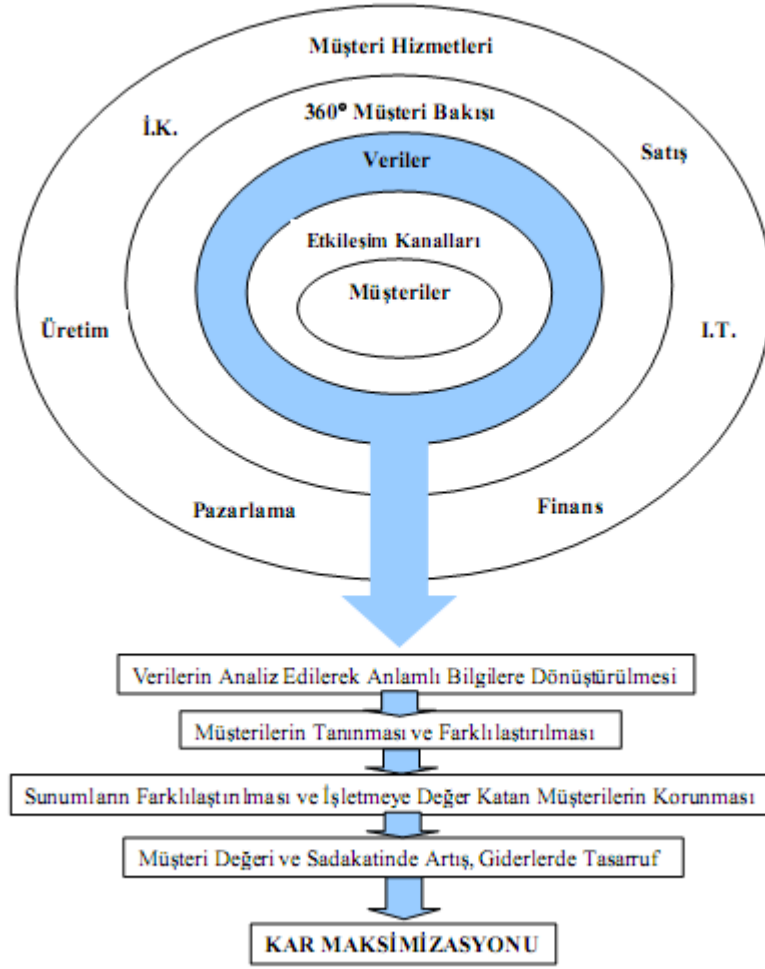 Müşteri Hizmetleri
360° Müşteri Bakışı
İ.K.
Satış
Veriler
Etkileşim Kanalları
Müşteriler
Üretim
I.T.
Pazarlama
Finans
Verilerin Analiz Edilerek Anlamlı Bilgilere Dönüştürülmesi
Müşterilerin Tanınması ve Farklılaştırılması
Sunumların Farklılaştırılması ve İşletmeye Değer Katan Müşterilerin Korunması
Müşteri Değeri ve Sadakatinde Artış, Giderlerde Tasarruf
KAR MAKSİMİZASYONU